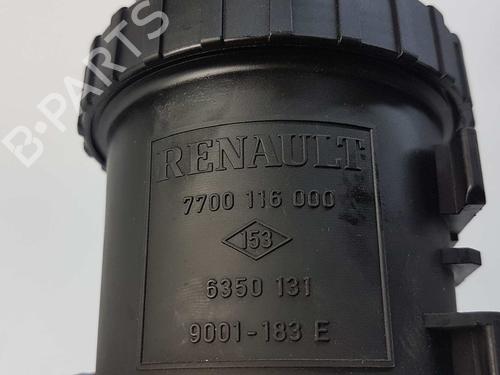 B-PARTS
RENAULT
7700 116 000
153
6350 131
9001-183 E